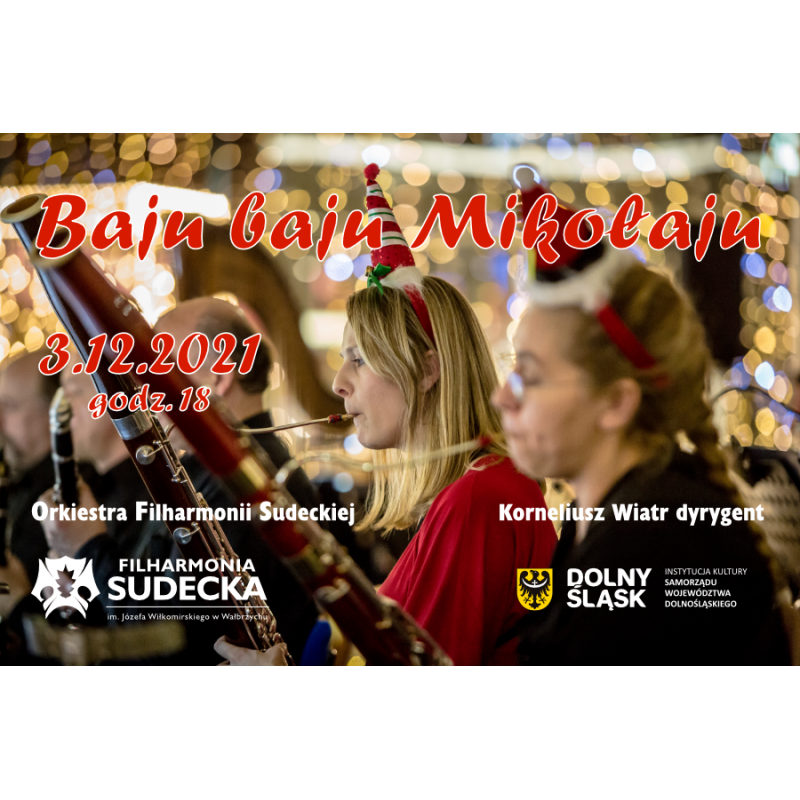 Baju baju Mikołaju
3.12.2021
godz. 18
Orkiestra Filharmonii Sudeckiej
Korneliusz Wiatr dyrygent
FILHARMONIA
SUDECKA
im. Józefa Wiłkomirskiego w Wałbrzychu
DOLNY
ŚLĄSK
INSTYTUCJA KULTURY
SAMORZĄDU
WOJEWÓDZTWA
DOLNOŚLĄSKIEGO